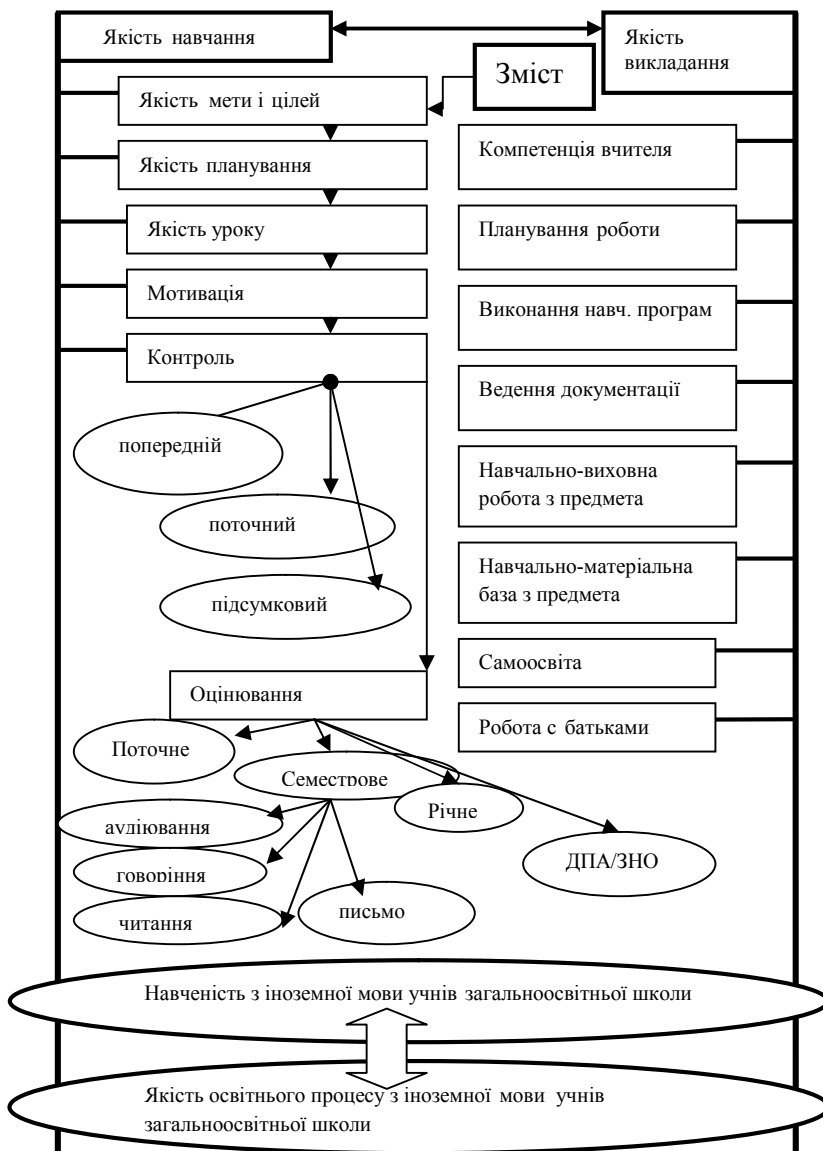 Якість навчання
Якість
викладання
Зміст
Якість мети і цілей
Якість планування
Якість уроку
Мотивація
Контроль
попередній
поточний
підсумковий
Оцінювання
Поточне
Семестрове
Річне
ДПА/ЗНО
аудіювання
говоріння
читання
письмо
Компетенція вчителя
Планування роботи
Виконання навч. програм
Ведення документації
Навчально-виховна
робота з предмета
Навчально-матеріальна
база з предмета
Самоосвіта
Робота с батьками
Навченість з іноземної мови учнів загальноосвітньої школи
Якість освітнього процесу з іноземної мови учнів
загальноосвітньої школи